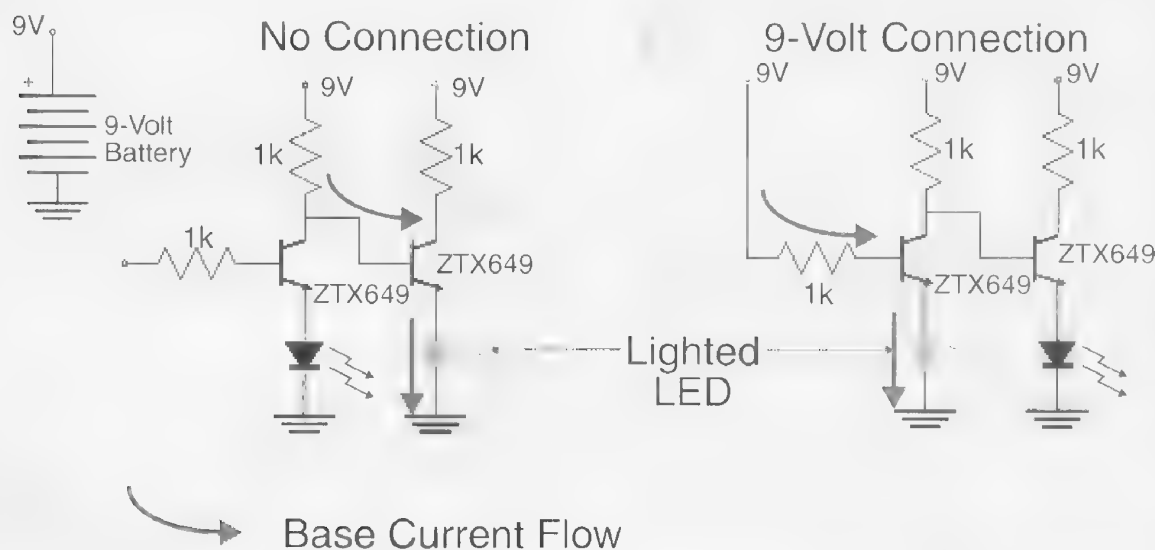 9V
No Connection
9-Volt Connection
+
9-Volt
Battery
9V
9V
1k
1k
1k
ZTX649
ZTX649
9V
9V
9V
1k
1k
1k
ZTX649
ZTX649
Lighted
LED
Base Current Flow